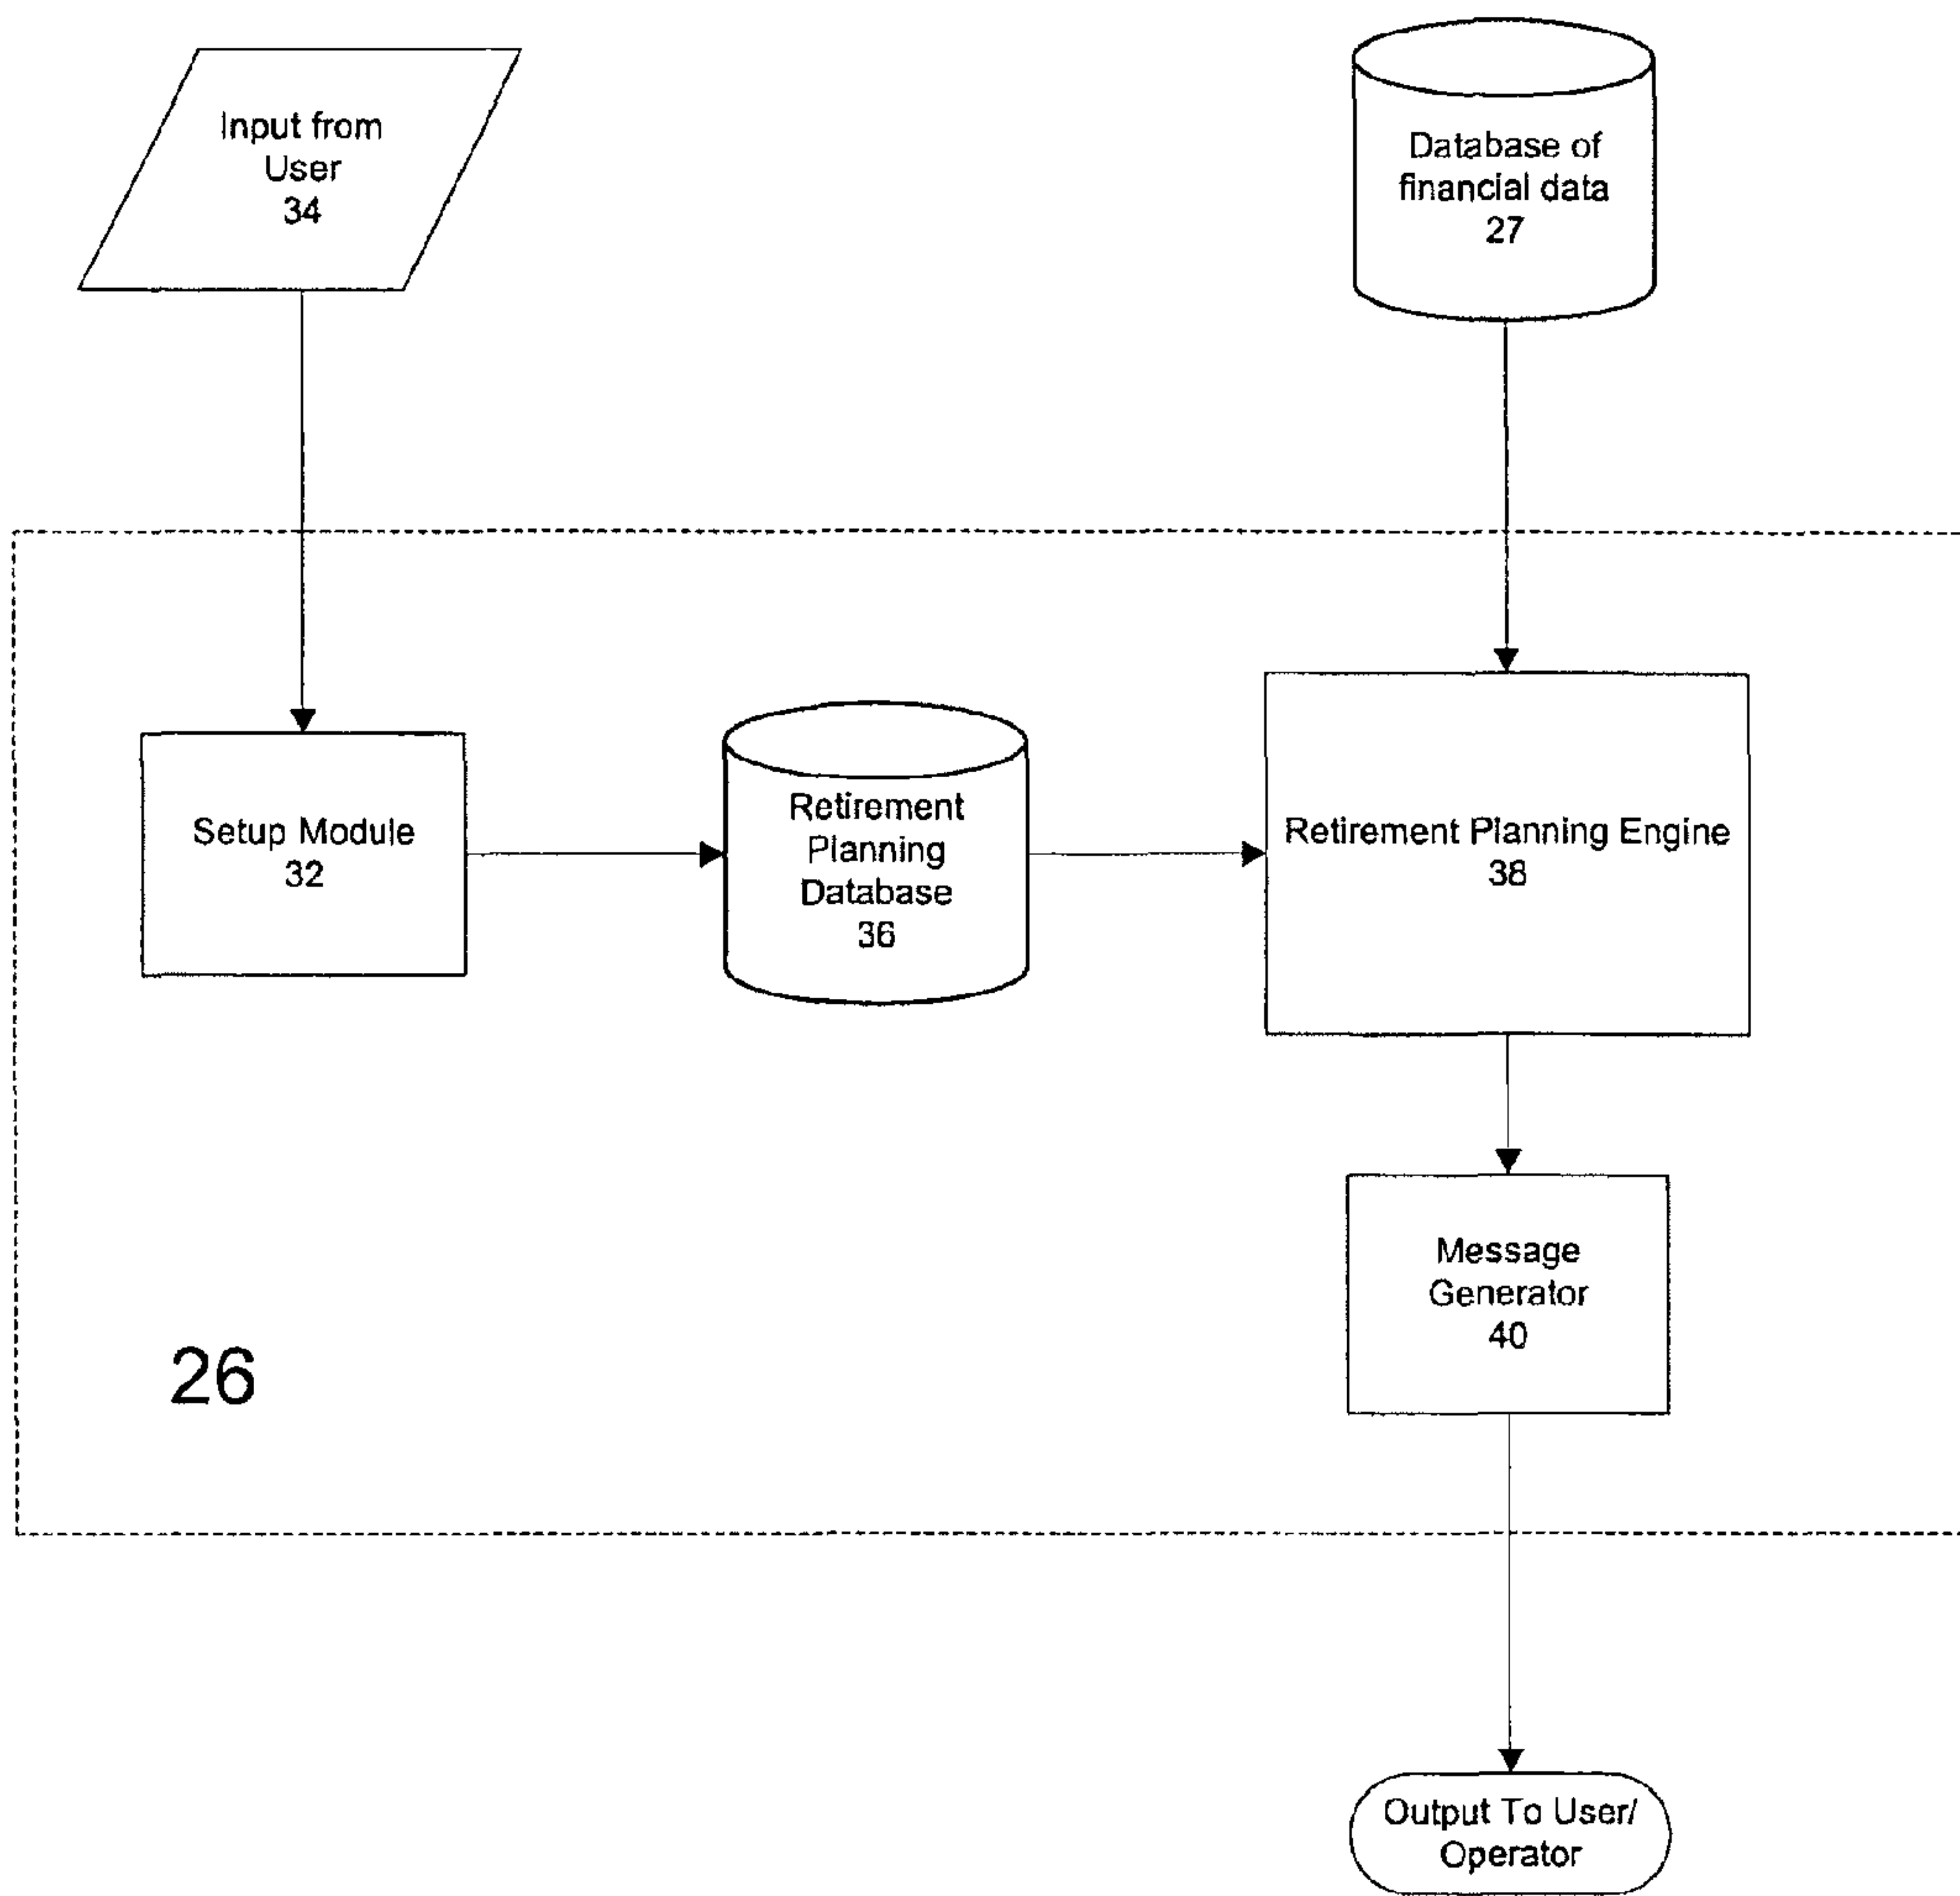 Input from
User
34
Database of
financial data
27
Setup Module
32
Retirement
Planning
Database
36
Retirement Planning Engine
38
Message
Generator
40
26
Output To User/
Operator